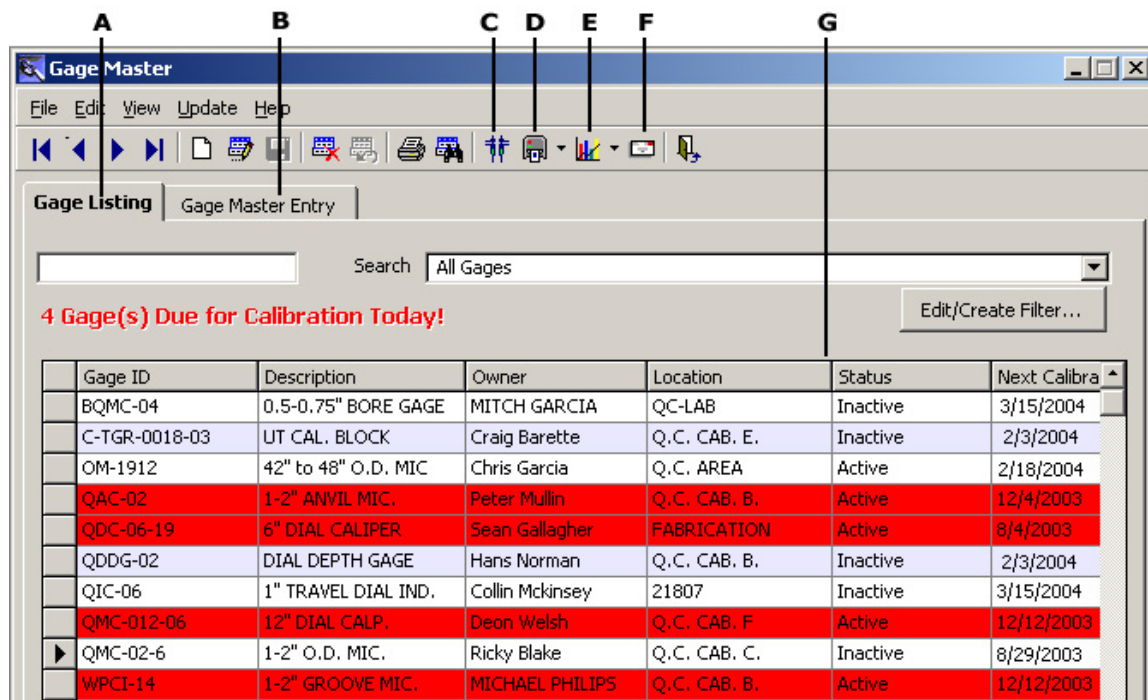 A B C D E F G
Gage Master
File Edit View Update Help
Gage Listing Gage Master Entry
Search All Gages
4 Gage(s) Due for Calibration Today! Edit/Create Filter...
Gage ID Description Owner Location Status Next Calibra
BQMC-04 0.5-0.75" BORE GAGE MITCH GARCIA QC-LAB Inactive 3/15/2004
C-TGR-0018-03 UT CAL. BLOCK Craig Barette Q.C. CAB. E. Inactive 2/3/2004
OM-1912 42" to 48" O.D. MIC Chris Garcia Q.C. AREA Active 2/18/2004
QAC-02 1-2" ANVIL MIC. Peter Mullin Q.C. CAB. B. Active 12/4/2003
QDC-06-19 6" DIAL CALIPER Sean Gallagher FABRICATION Active 8/4/2003
QDDG-02 DIAL DEPTH GAGE Hans Norman Q.C. CAB. B. Inactive 2/3/2004
QIC-06 1" TRAVEL DIAL IND. Collin Mckinsey 21807 Inactive 3/15/2004
QMC-012-06 12" DIAL CALP. Deon Welsh Q.C. CAB. F Active 12/12/2003
QMC-02-6 1-2" O.D. MIC. Ricky Blake Q.C. CAB. C. Inactive 8/29/2003
WPCI-14 1-2" GROOVE MIC. MICHAEL PHILIPS Q.C. CAB. B. Active 12/12/2003